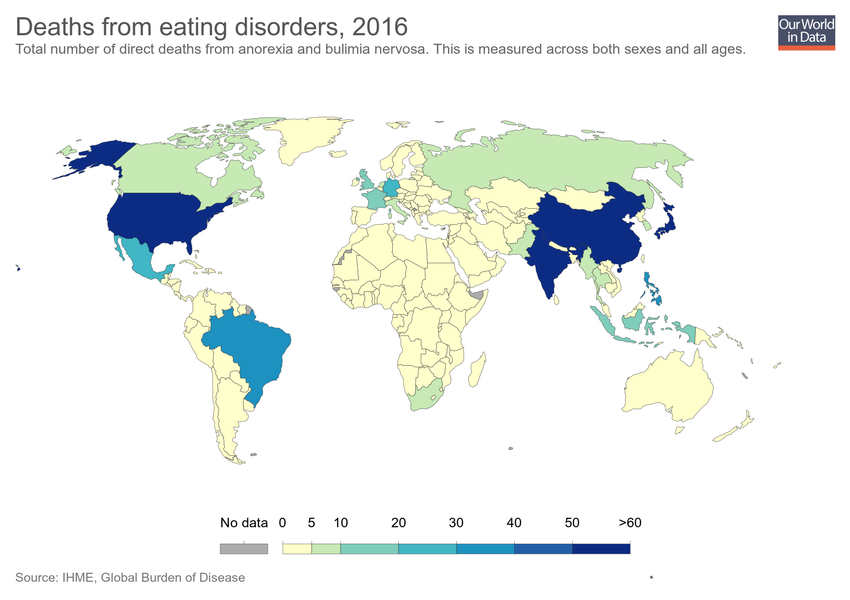 Deaths from eating disorders, 2016
Total number of direct deaths from anorexia and bulimia nervosa. This is measured across both sexes and all ages.
Our World
in Data
No data 0 5 10 20 30 40 50 >60
Source: IHME, Global Burden of Disease